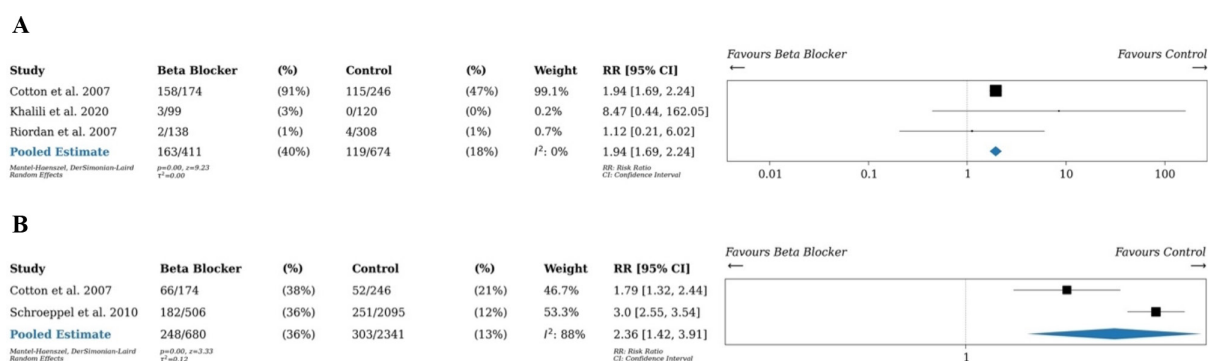 A
Favours Beta Blocker Favours Control
Study Beta Blocker (%) Control (%) Weight RR [95% CI]
Cotton et al. 2007 158/174 (91%) 115/246 (47%) 99.1% 1.94 [1.69, 2.24]
Khalili et al. 2020 3/99 (3%) 0/120 (0%) 0.2% 8.47 [0.44, 162.05]
Riordan et al. 2007 2/138 (1%) 4/308 (1%) 0.7% 1.12 [0.21, 6.02]
Pooled Estimate 163/411 (40%) 119/674 (18%) I²: 0% 1.94 [1.69, 2.24]
Mantel-Haenszel, DerSimonian-Laird p=0.00, z=9.23 RR: Risk Ratio
Random Effects τ²=0.00 CI: Confidence Interval
0.01 0.1 1 10 100
B
Favours Beta Blocker Favours Control
Study Beta Blocker (%) Control (%) Weight RR [95% CI]
Cotton et al. 2007 66/174 (38%) 52/246 (21%) 46.7% 1.79 [1.32, 2.44]
Schroeppel et al. 2010 182/506 (36%) 251/2095 (12%) 53.3% 3.0 [2.55, 3.54]
Pooled Estimate 248/680 (36%) 303/2341 (13%) I²: 88% 2.36 [1.42, 3.91]
Mantel-Haenszel, DerSimonian-Laird p=0.00, z=3.33 RR: Risk Ratio
Random Effects τ²=0.12 CI: Confidence Interval
1